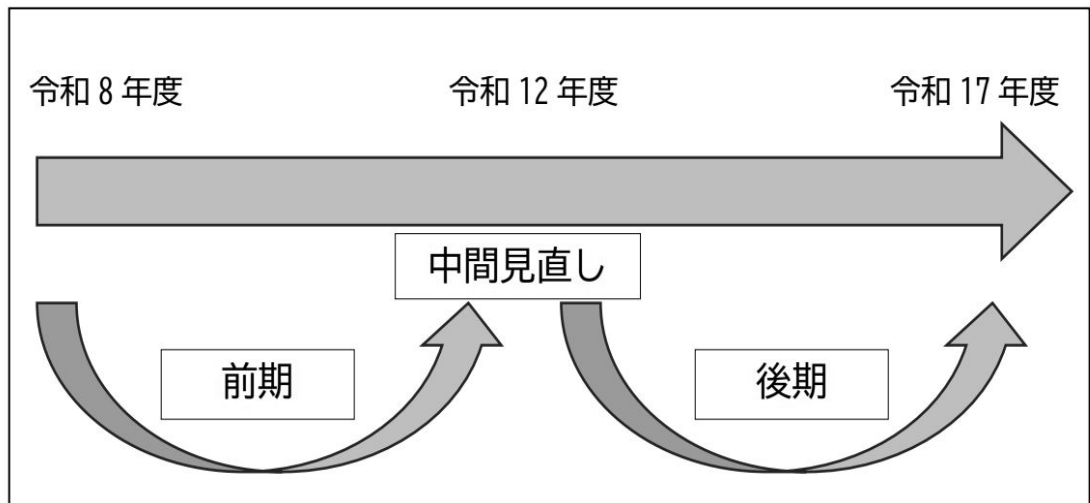 令和 8 年度 令和 12 年度 令和 17 年度
中間見直し
前期 後期